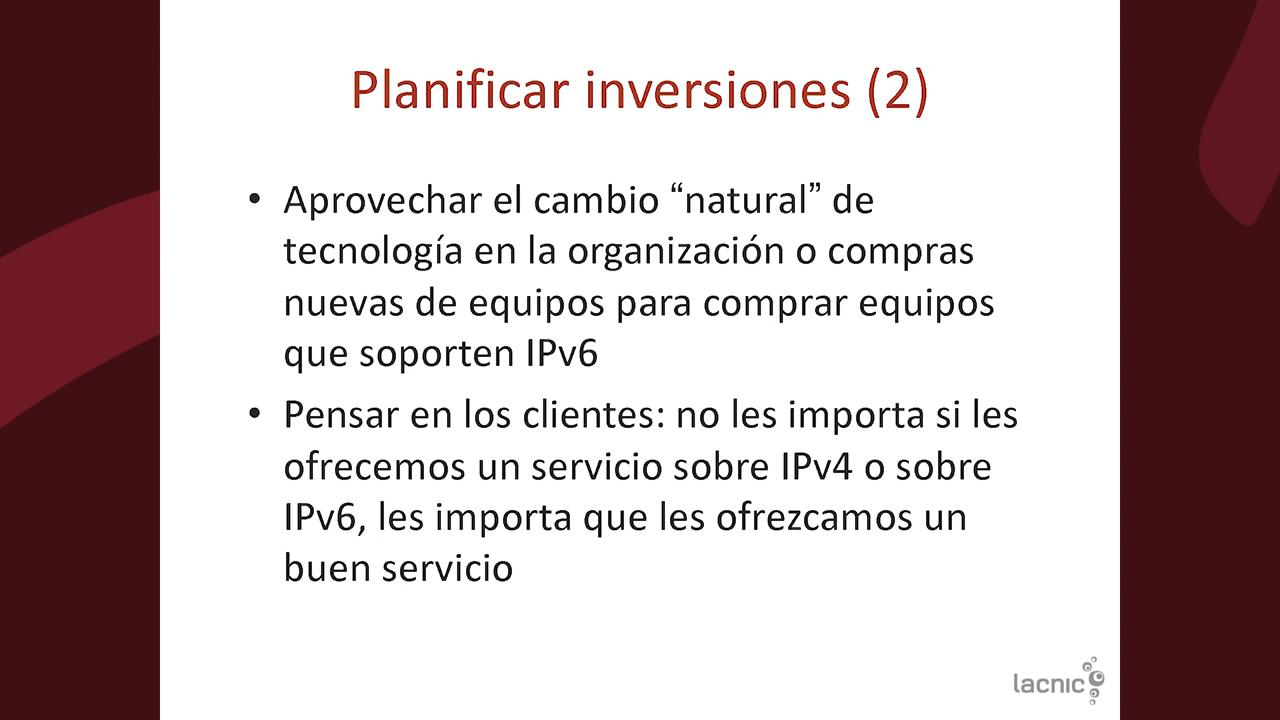 Planificar inversiones (2)
• Aprovechar el cambio “natural” de
tecnología en la organización o compras
nuevas de equipos para comprar equipos
que soporten IPv6
• Pensar en los clientes: no les importa si les
ofrecemos un servicio sobre IPv4 o sobre
IPv6, les importa que les ofrezcamos un
buen servicio
lacnic